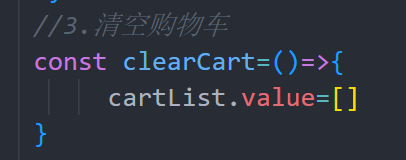 //3.清空购物车
const clearCart=()=>{
cartList.value=[]
}